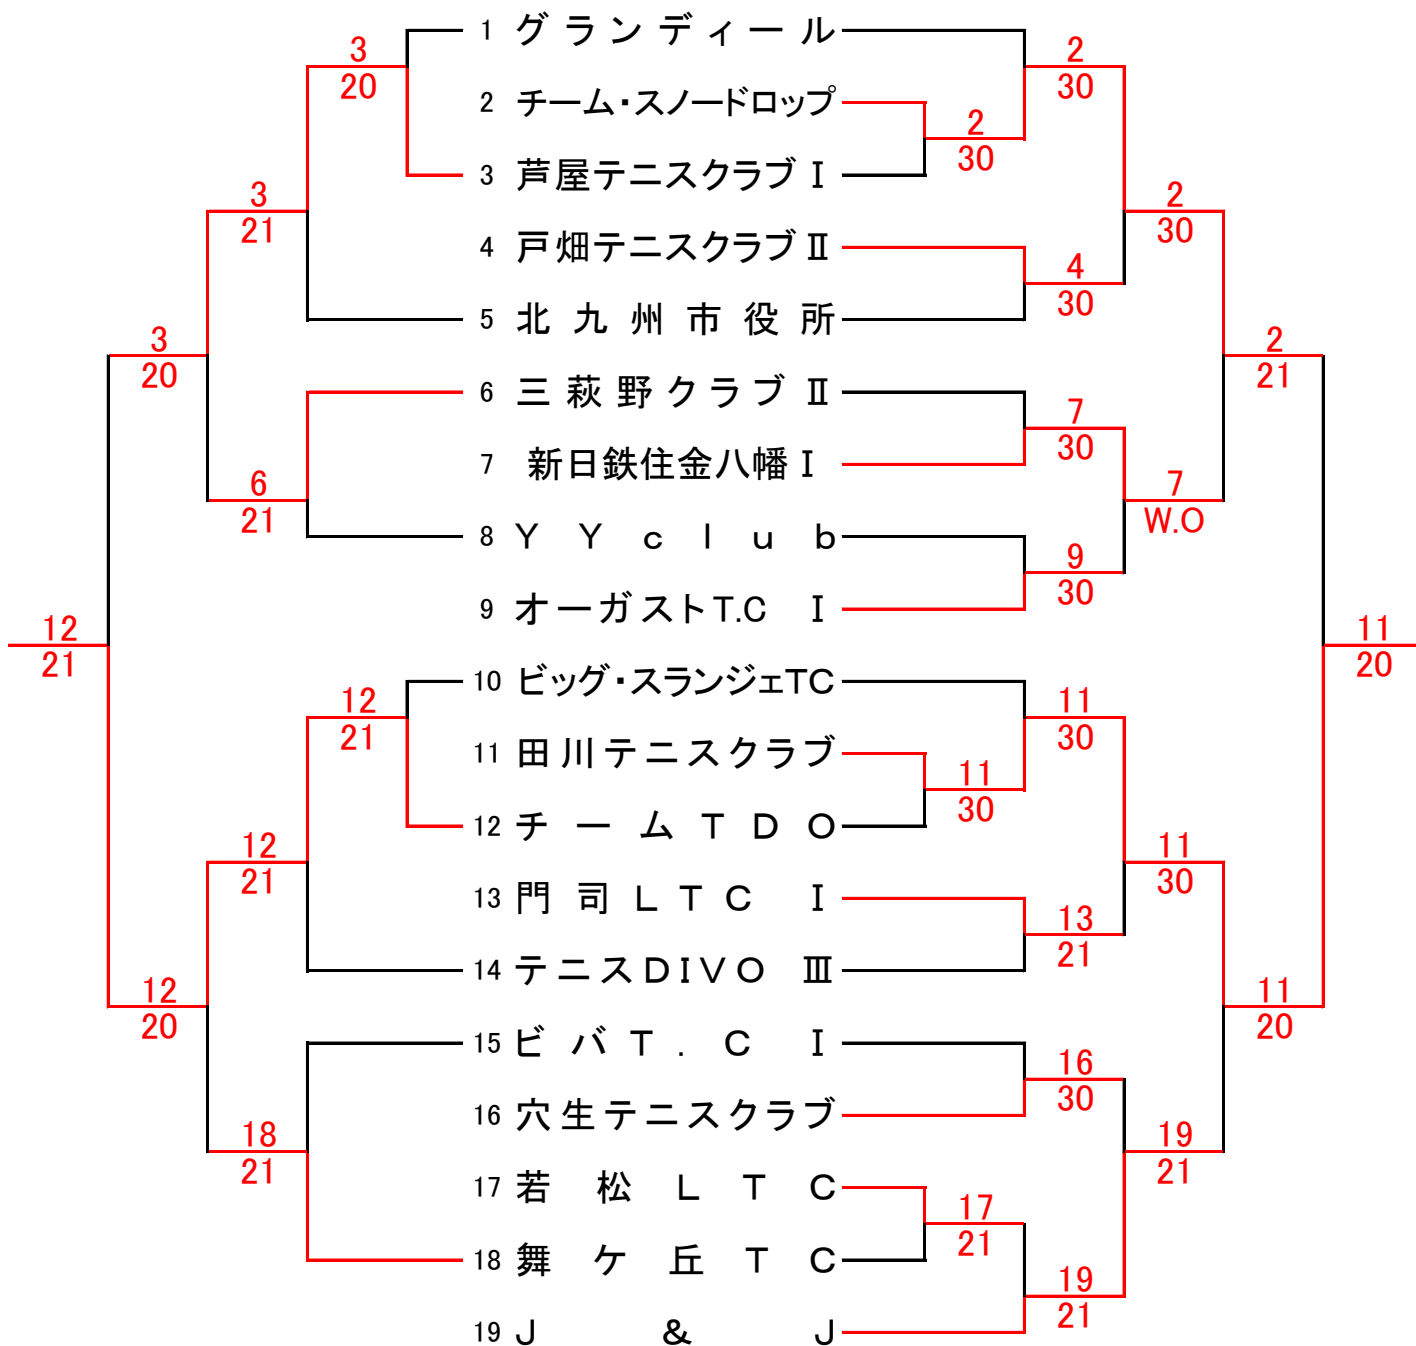 3
20
3
21
3
20
6
21
12
21
12
21
12
21
12
20
18
21
1 グランディール
2 チーム・スノードロップ
3 芦屋テニスクラブ Ⅰ
4 戸畑テニスクラブ Ⅱ
5 北九州市役所
6 三萩野クラブ Ⅱ
7 新日鉄住金八幡 Ⅰ
8 ＹＹｃｌｕｂ
9 オーガストT.C Ⅰ
10 ビッグ・スランジェTC
11 田川テニスクラブ
12 チームＴＤＯ
13 門司ＬＴＣ Ⅰ
14 テニスＤＩＶＯ Ⅲ
15 ビバＴ．Ｃ Ⅰ
16 穴生テニスクラブ
17 若松ＬＴＣ
18 舞ケ丘ＴＣ
19 Ｊ＆Ｊ
2
30
2
30
2
30
4
30
2
21
7
30
7
W.O
9
30
11
20
11
30
11
30
11
30
13
21
11
20
16
30
19
21
17
21
19
21